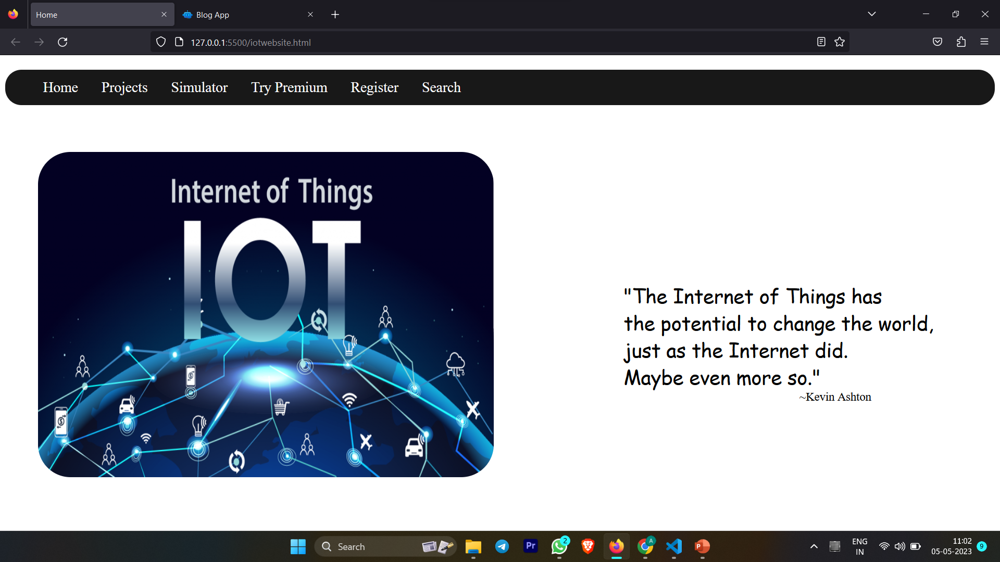 Home
Blog App
127.0.0.1:5500/iotwebsite.html
Home Projects Simulator Try Premium Register Search
Internet of Things
IOT
"The Internet of Things has
the potential to change the world,
just as the Internet did.
Maybe even more so."
~Kevin Ashton
Search
Pr
2
A
P
ENG
IN
11:02
05-05-2023
9